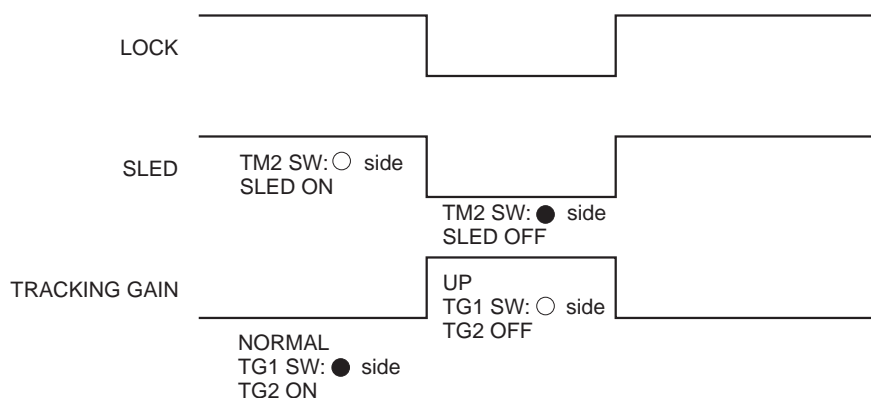 LOCK
SLED
TM2 SW: ○ side
SLED ON
TM2 SW: ● side
SLED OFF
TRACKING GAIN
UP
TG1 SW: ○ side
TG2 OFF
NORMAL
TG1 SW: ● side
TG2 ON